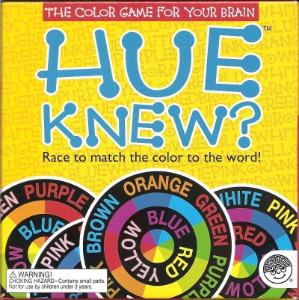 THE COLOR GAME FOR YOUR BRAIN
HUE
KNEW?
TM
Race to match the color to the word!
BROWN ORANGE GREEN PURPLE
YELLOW BLUE RED
PURPLE
BLUE
PINK
WHITE PINK
RED
WARNING!
CHOKING HAZARD–Contains small parts.
Not for use by children under 3 years.